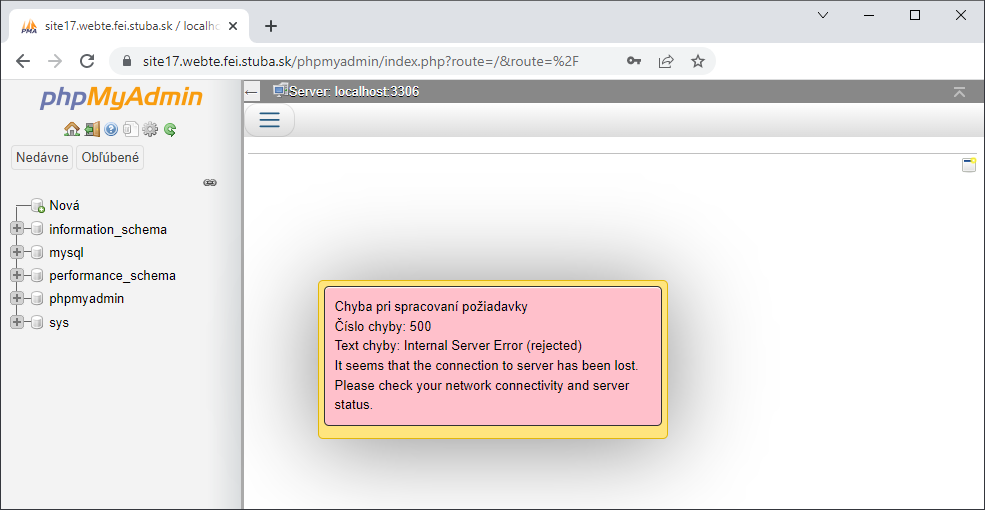 site17.webte.fei.stuba.sk / localho
site17.webte.fei.stuba.sk/phpmyadmin/index.php?route=/&route=%2F
phpMyAdmin
Nedávne
Obľúbené
Nová
information_schema
mysql
performance_schema
phpmyadmin
sys
Server: localhost:3306
Chyba pri spracovaní požiadavky
Číslo chyby: 500
Text chyby: Internal Server Error (rejected)
It seems that the connection to server has been lost.
Please check your network connectivity and server
status.